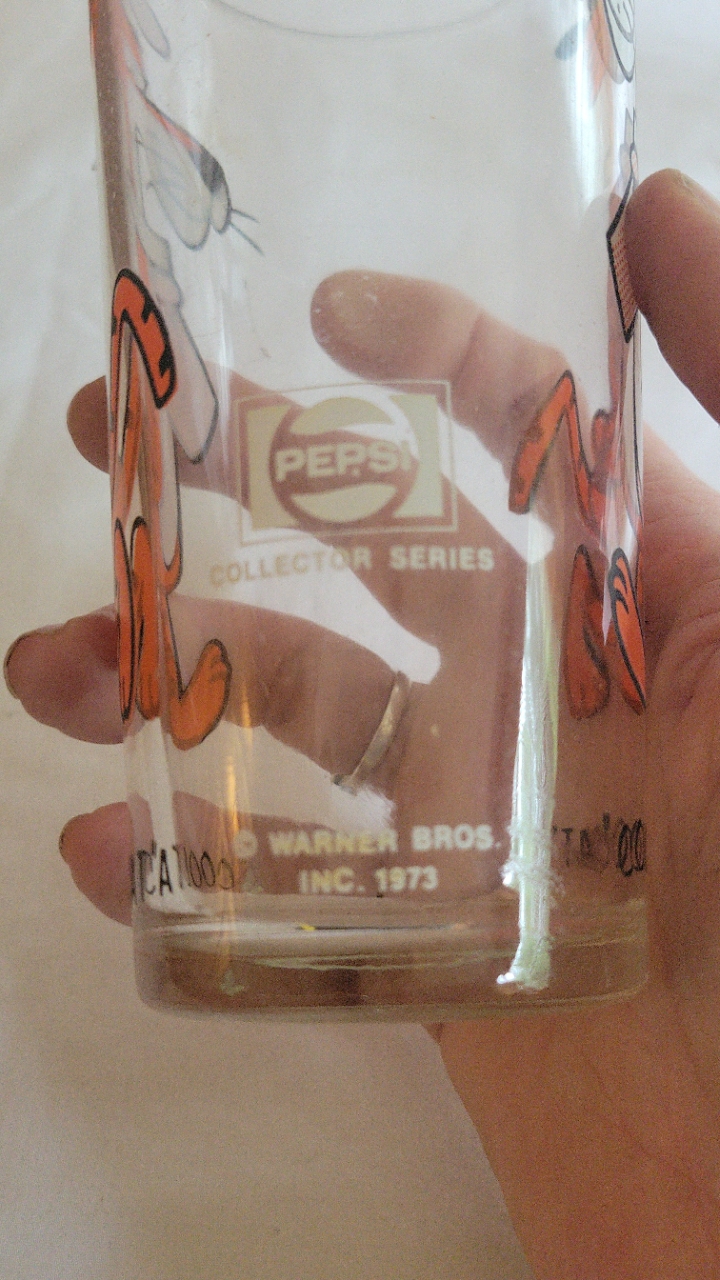 PEPSI
COLLECTOR SERIES
© WARNER BROS.
INC. 1973